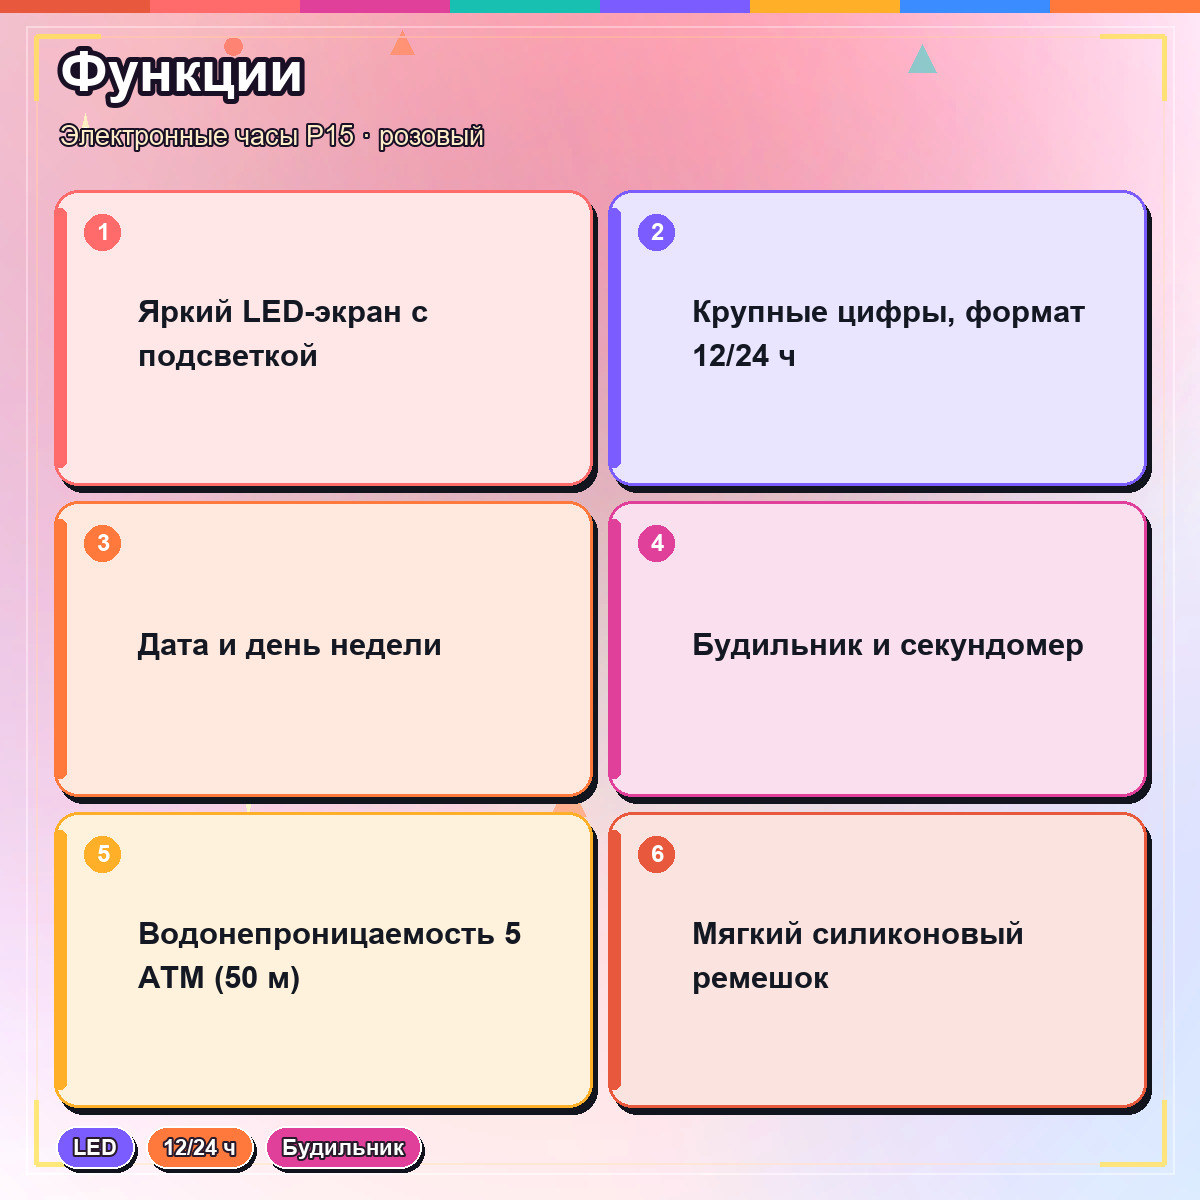 Функции
Электронные часы P15 · розовый
1
Яркий LED-экран с
подсветкой
2
Крупные цифры, формат
12/24 ч
3
Дата и день недели
4
Будильник и секундомер
5
Водонепроницаемость 5
АТМ (50 м)
6
Мягкий силиконовый
ремешок
LED
12/24 ч
Будильник